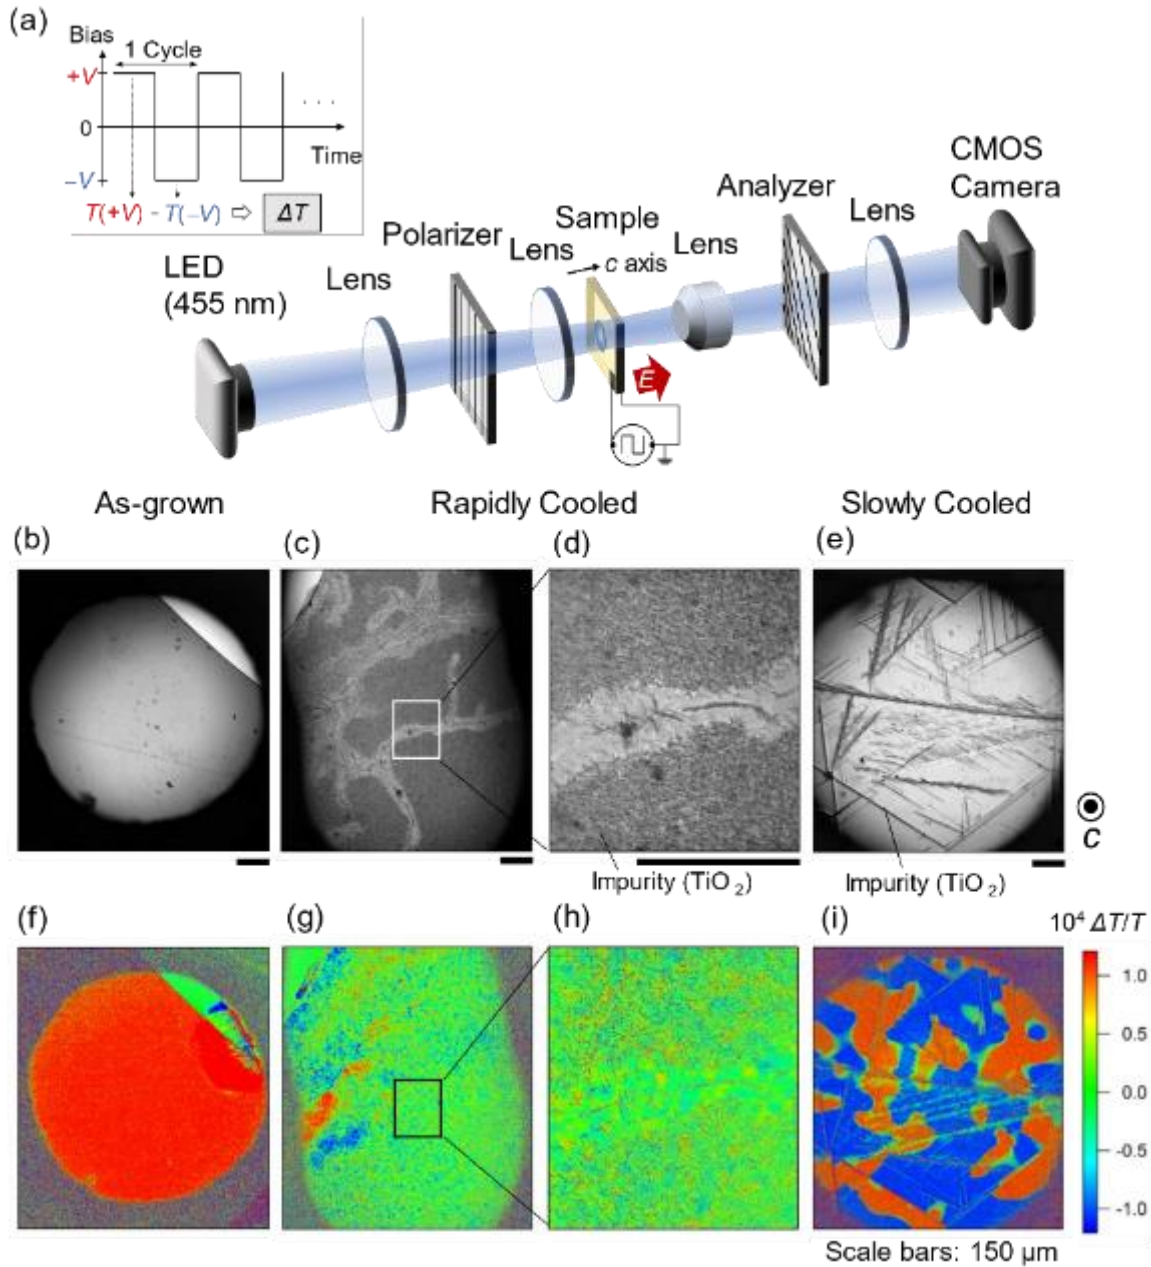 (a)
Bias
1 Cycle
+V
0
−V
Time
T(+V) - T(−V) ⇨ ΔT
LED
(455 nm)
Lens
Polarizer
Lens
Sample
c axis
E
Lens
Analyzer
Lens
CMOS
Camera
As-grown
Rapidly Cooled
Slowly Cooled
(b)
(c)
(d)
(e)
c
Impurity (TiO2)
Impurity (TiO2)
(f)
(g)
(h)
(i)
10⁴ ΔT/T
1.0
0.5
0.0
-0.5
-1.0
Scale bars: 150 µm